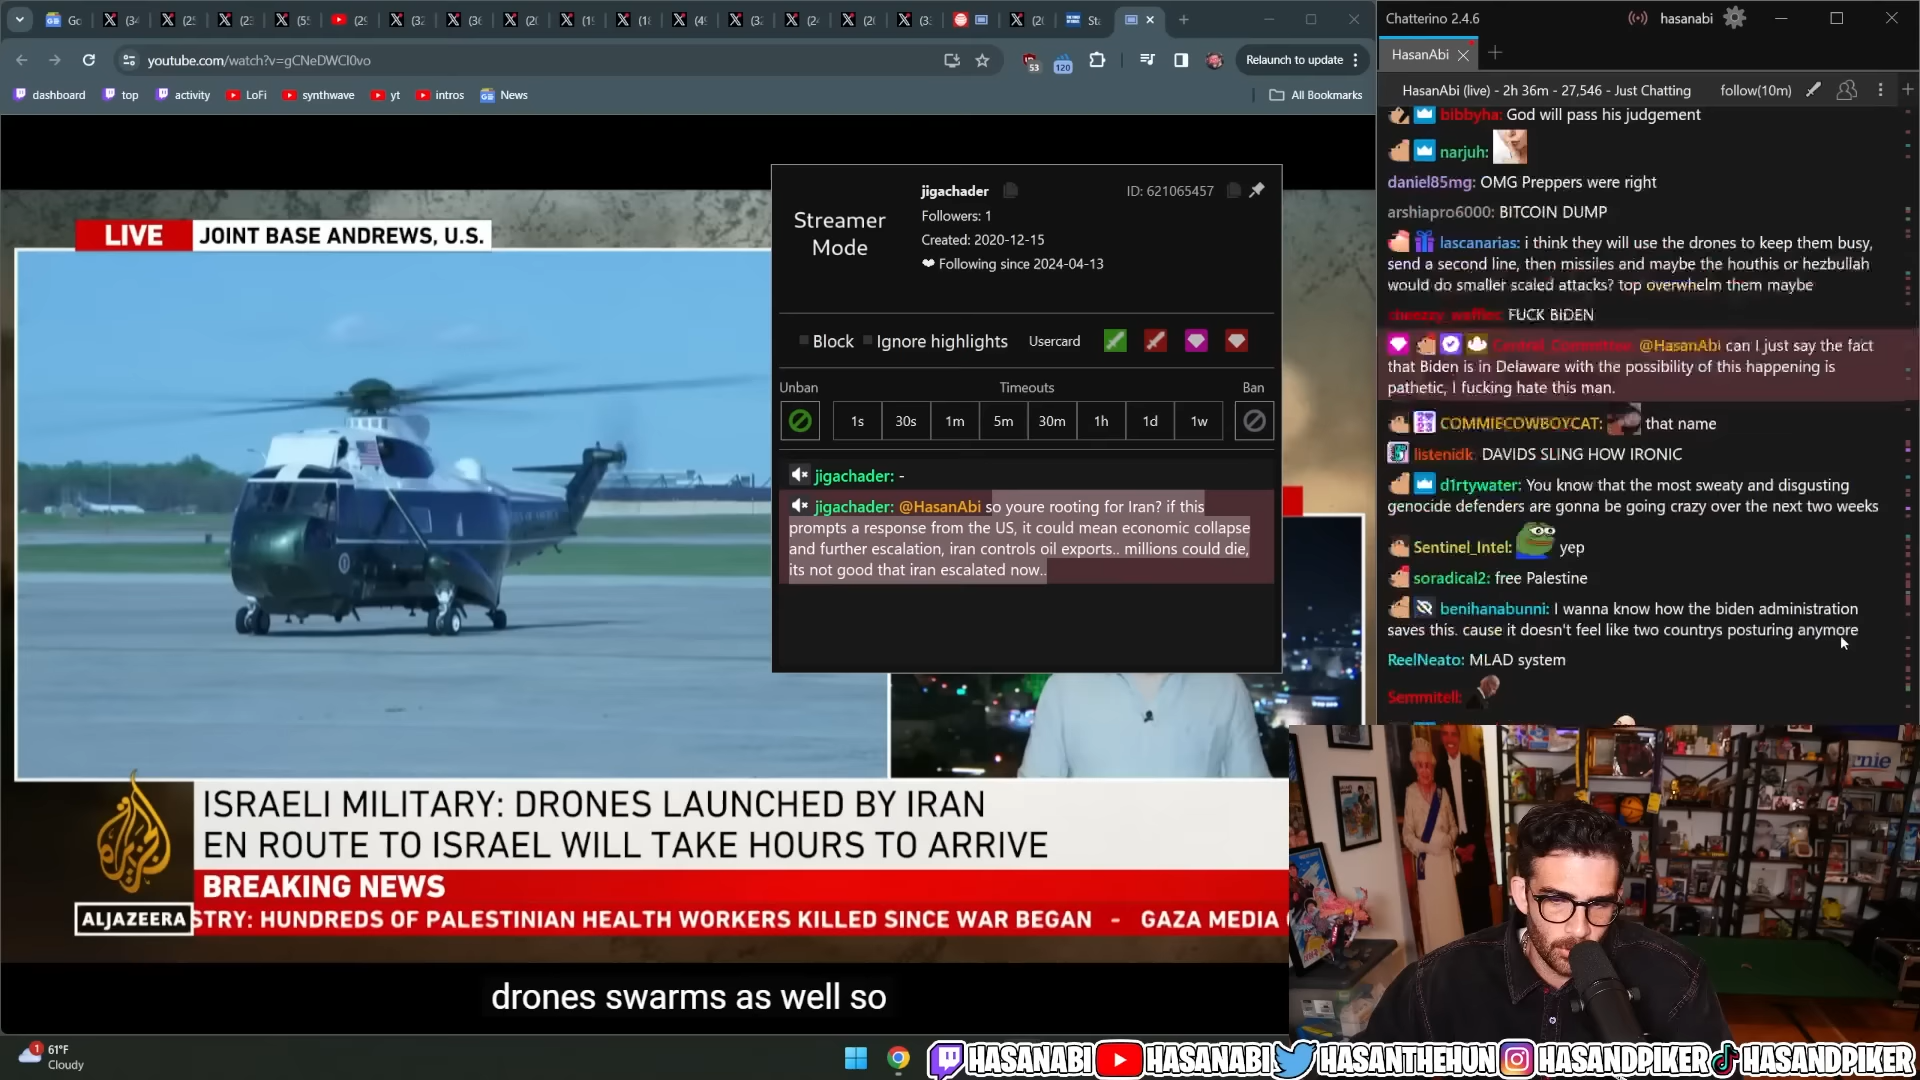 Chatterino 2.4.6
hasanabi
youtube.com/watch?v=gCNeDWCl0vo
53
120
Relaunch to update
HasanAbi
dashboard
top
activity
LoFi
synthwave
yt
intros
News
All Bookmarks
HasanAbi (live) - 2h 36m - 27,546 - Just Chatting
follow(10m)
bibbyha: God will pass his judgement
narjuh:
daniel85mg: OMG Preppers were right
arshiapro6000: BITCOIN DUMP
lascanarias: i think they will use the drones to keep them busy,
send a second line, then missiles and maybe the houthis or hezbullah
would do smaller scaled attacks? top overwhelm them maybe
cheezzy_waffles: FUCK BIDEN
Central_Committee: @HasanAbi can I just say the fact
that Biden is in Delaware with the possibility of this happening is
pathetic, I fucking hate this man.
COMMIECOWBOYCAT: that name
listenidk: DAVIDS SLING HOW IRONIC
d1rtywater: You know that the most sweaty and disgusting
genocide defenders are gonna be going crazy over the next two weeks
Sentinel_Intel: yep
soradical2: free Palestine
benihanabunni: I wanna know how the biden administration
saves this. cause it doesn't feel like two countrys posturing anymore
ReelNeato: MLAD system
Semmitell:
Streamer
Mode
jigachader
ID: 621065457
Followers: 1
Created: 2020-12-15
Following since 2024-04-13
Block
Ignore highlights
Usercard
Unban
Timeouts
Ban
1s
30s
1m
5m
30m
1h
1d
1w
jigachader: -
jigachader: @HasanAbi so youre rooting for Iran? if this
prompts a response from the US, it could mean economic collapse
and further escalation, iran controls oil exports.. millions could die,
its not good that iran escalated now..
LIVE
JOINT BASE ANDREWS, U.S.
ISRAELI MILITARY: DRONES LAUNCHED BY IRAN
EN ROUTE TO ISRAEL WILL TAKE HOURS TO ARRIVE
BREAKING NEWS
ALJAZEERA
STRY: HUNDREDS OF PALESTINIAN HEALTH WORKERS KILLED SINCE WAR BEGAN - GAZA MEDIA
drones swarms as well so
1
61°F
Cloudy
HASANABI
HASANABI
HASANTHEHUN
HASANDPIKER
HASANDPIKER